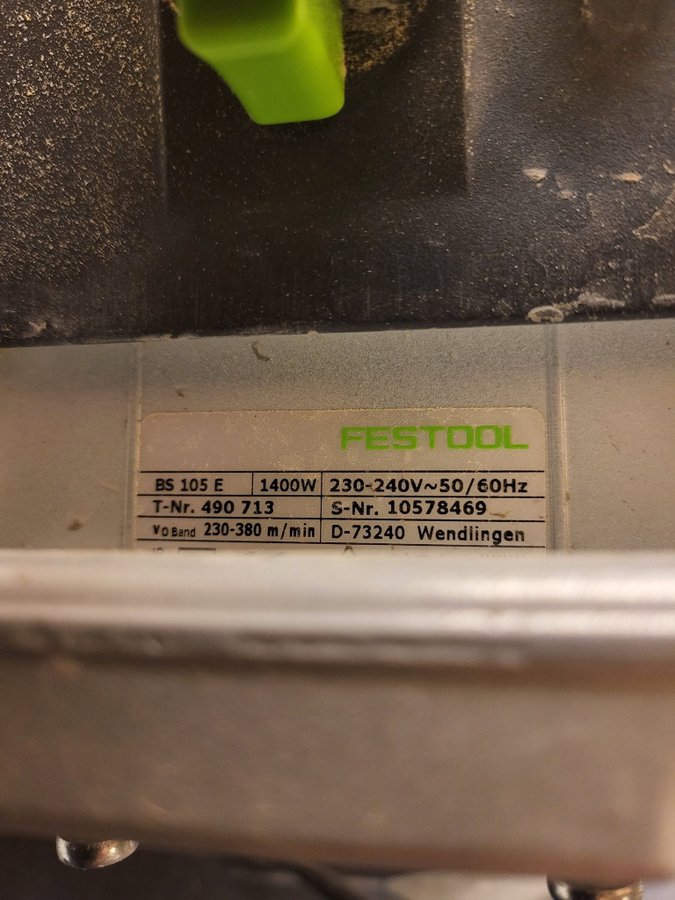 FESTOOL
BS 105 E 1400W 230-240V~50/60Hz
T-Nr. 490 713 S-Nr. 10578469
Vo Band 230-380 m/min D-73240 Wendlingen